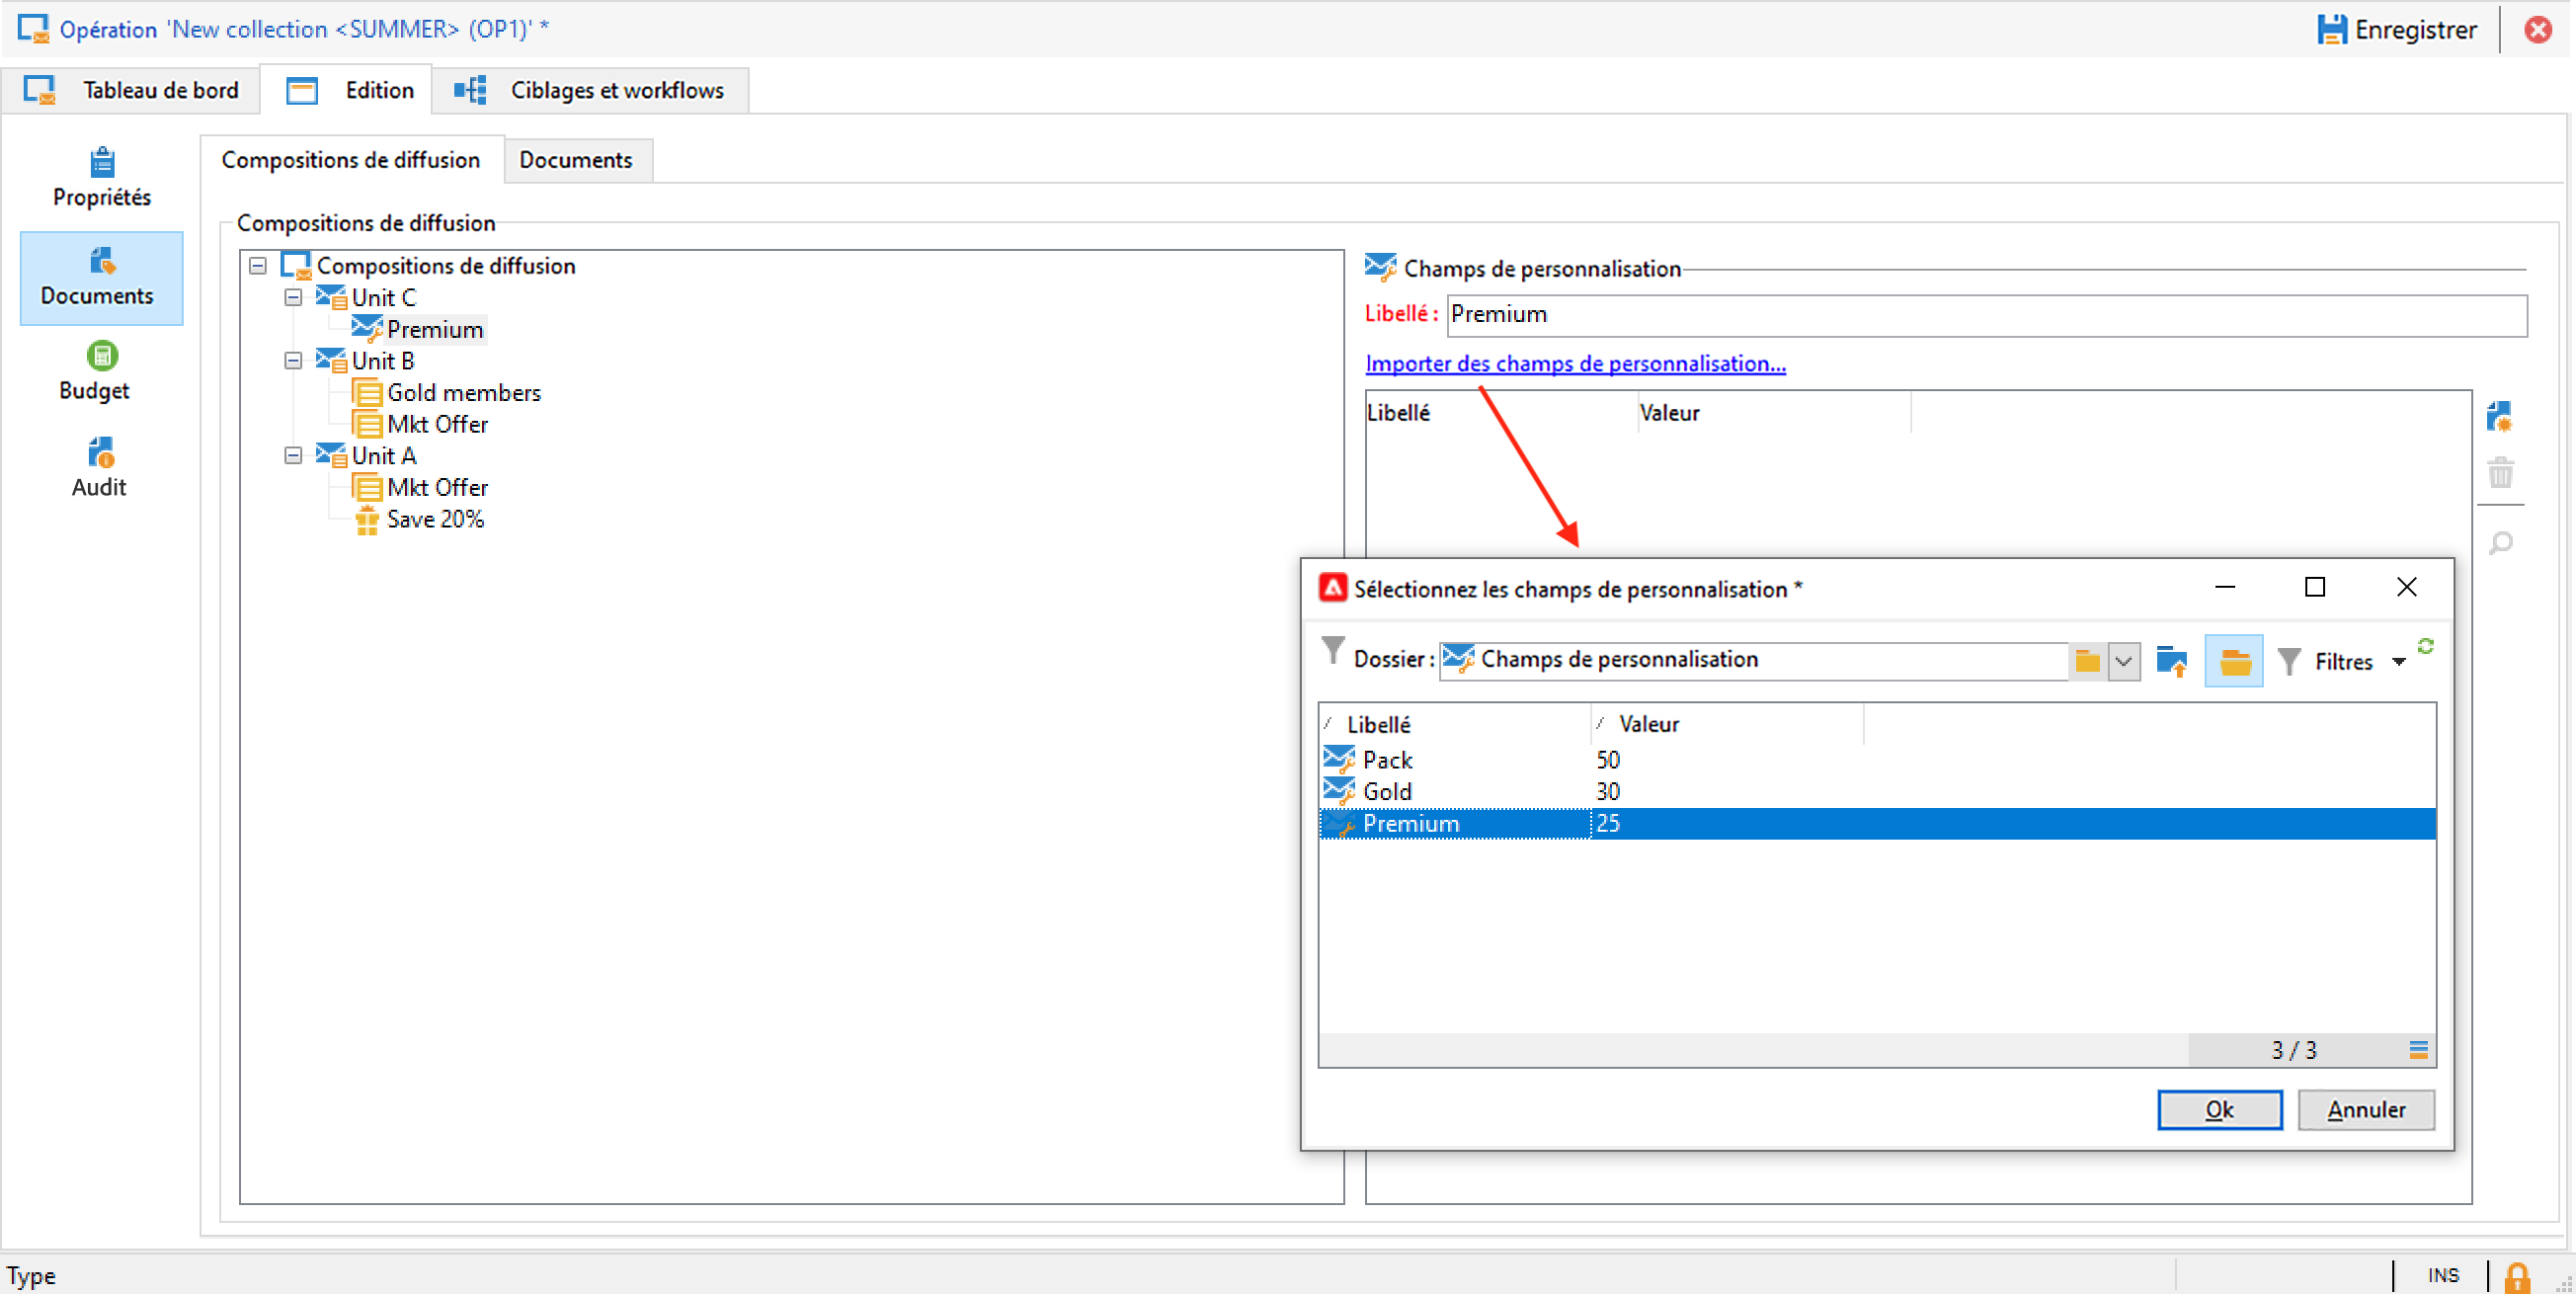 Opération 'New collection <SUMMER> (OP1)' *
Enregistrer
Tableau de bord
Edition
Ciblages et workflows
Propriétés
Documents
Budget
Audit
Compositions de diffusion
Documents
Compositions de diffusion
Compositions de diffusion
Unit C
Premium
Unit B
Gold members
Mkt Offer
Unit A
Mkt Offer
Save 20%
Champs de personnalisation
Libellé : Premium
Importer des champs de personnalisation...
Libellé Valeur
Sélectionnez les champs de personnalisation *
Dossier : Champs de personnalisation Filtres
Libellé Valeur
Pack 50
Gold 30
Premium 25
3 / 3
Ok Annuler
Type INS